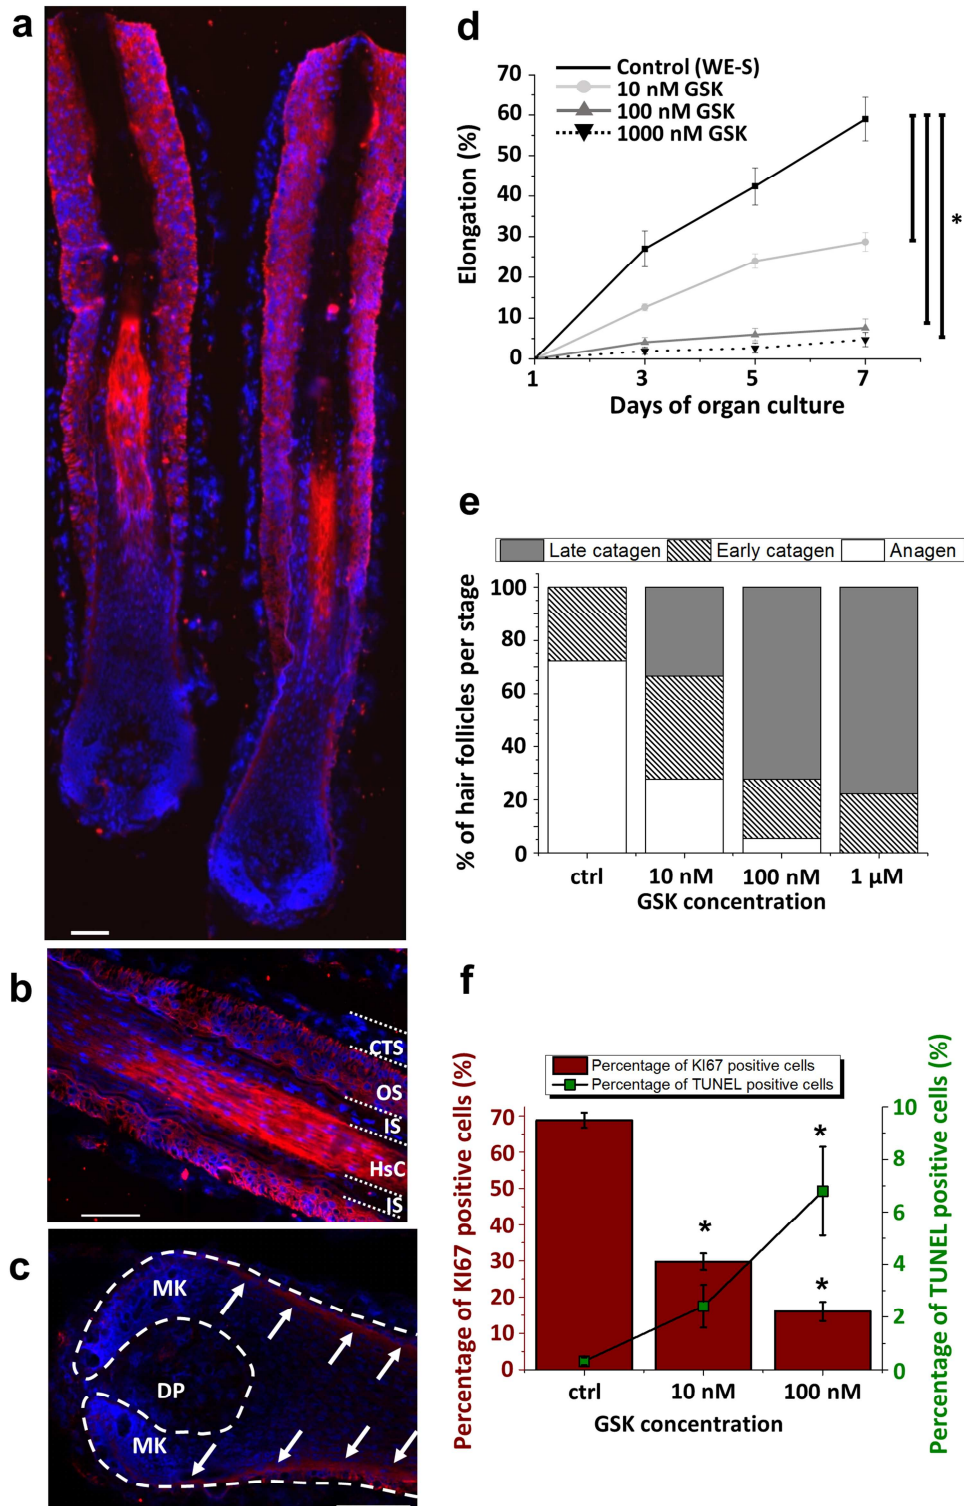 a
b
CTS
OS
IS
HsC
IS
c
MK
DP
MK
d
Control (WE-S)
10 nM GSK
100 nM GSK
1000 nM GSK
Elongation (%)
70
60
50
40
30
20
10
0
1 3 5 7
Days of organ culture
*
e
Late catagen Early catagen Anagen
% of hair follicles per stage
100
80
60
40
20
0
ctrl 10 nM 100 nM 1 µM
GSK concentration
f
Percentage of KI67 positive cells
Percentage of TUNEL positive cells
Percentage of KI67 positive cells (%)
70
60
50
40
30
20
10
0
* * *
10
8
6
4
2
0
Percentage of TUNEL positive cells (%)
ctrl 10 nM 100 nM
GSK concentration